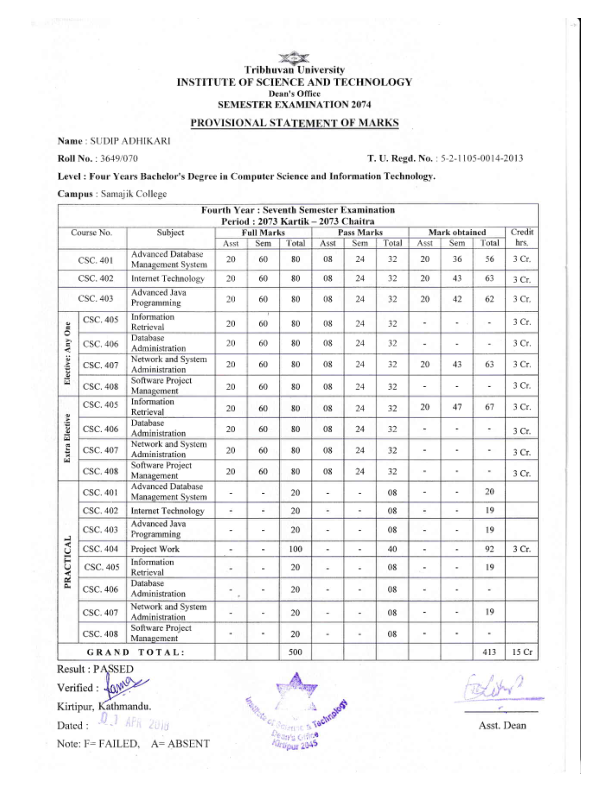 Tribhuvan University
INSTITUTE OF SCIENCE AND TECHNOLOGY
Dean's Office
SEMESTER EXAMINATION 2074
PROVISIONAL STATEMENT OF MARKS
Name : SUDIP ADHIKARI
Roll No. : 3649/070 T. U. Regd. No. : 5-2-1105-0014-2013
Level : Four Years Bachelor's Degree in Computer Science and Information Technology.
Campus : Samajik College
Fourth Year : Seventh Semester Examination
Period : 2073 Kartik – 2073 Chaitra
Course No. Subject Full Marks Pass Marks Mark obtained Credit hrs.
Asst Sem Total Asst Sem Total Asst Sem Total
CSC. 401 Advanced Database Management System 20 60 80 08 24 32 20 36 56 3 Cr.
CSC. 402 Internet Technology 20 60 80 08 24 32 20 43 63 3 Cr.
CSC. 403 Advanced Java Programming 20 60 80 08 24 32 20 42 62 3 Cr.
Elective: Any One
CSC. 405 Information Retrieval 20 60 80 08 24 32 - - - 3 Cr.
CSC. 406 Database Administration 20 60 80 08 24 32 - - - 3 Cr.
CSC. 407 Network and System Administration 20 60 80 08 24 32 20 43 63 3 Cr.
CSC. 408 Software Project Management 20 60 80 08 24 32 - - - 3 Cr.
Extra Elective
CSC. 405 Information Retrieval 20 60 80 08 24 32 20 47 67 3 Cr.
CSC. 406 Database Administration 20 60 80 08 24 32 - - - 3 Cr.
CSC. 407 Network and System Administration 20 60 80 08 24 32 - - - 3 Cr.
CSC. 408 Software Project Management 20 60 80 08 24 32 - - - 3 Cr.
PRACTICAL
CSC. 401 Advanced Database Management System - - 20 - - 08 - - 20
CSC. 402 Internet Technology - - 20 - - 08 - - 19
CSC. 403 Advanced Java Programming - - 20 - - 08 - - 19
CSC. 404 Project Work - - 100 - - 40 - - 92 3 Cr.
CSC. 405 Information Retrieval - - 20 - - 08 - - 19
CSC. 406 Database Administration - - 20 - - 08 - - -
CSC. 407 Network and System Administration - - 20 - - 08 - - 19
CSC. 408 Software Project Management - - 20 - - 08 - - -
GRAND TOTAL: 500 413 15 Cr
Result : PASSED
Verified :
Kirtipur, Kathmandu.
Dated : 01 APR 2018
Asst. Dean
Note: F= FAILED, A= ABSENT
Institute of Science & Technology
Dean's Office
Kirtipur 2045